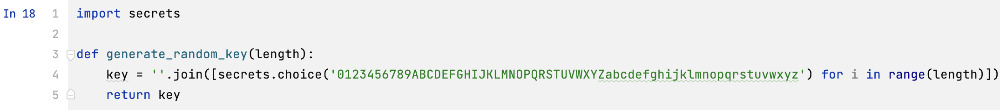 In 18 1 import secrets
2
3 def generate_random_key(length):
4     key = ''.join([secrets.choice('0123456789ABCDEFGHIJKLMNOPQRSTUVWXYZabcdefghijklmnopqrstuvwxyz') for i in range(length)])
5     return key